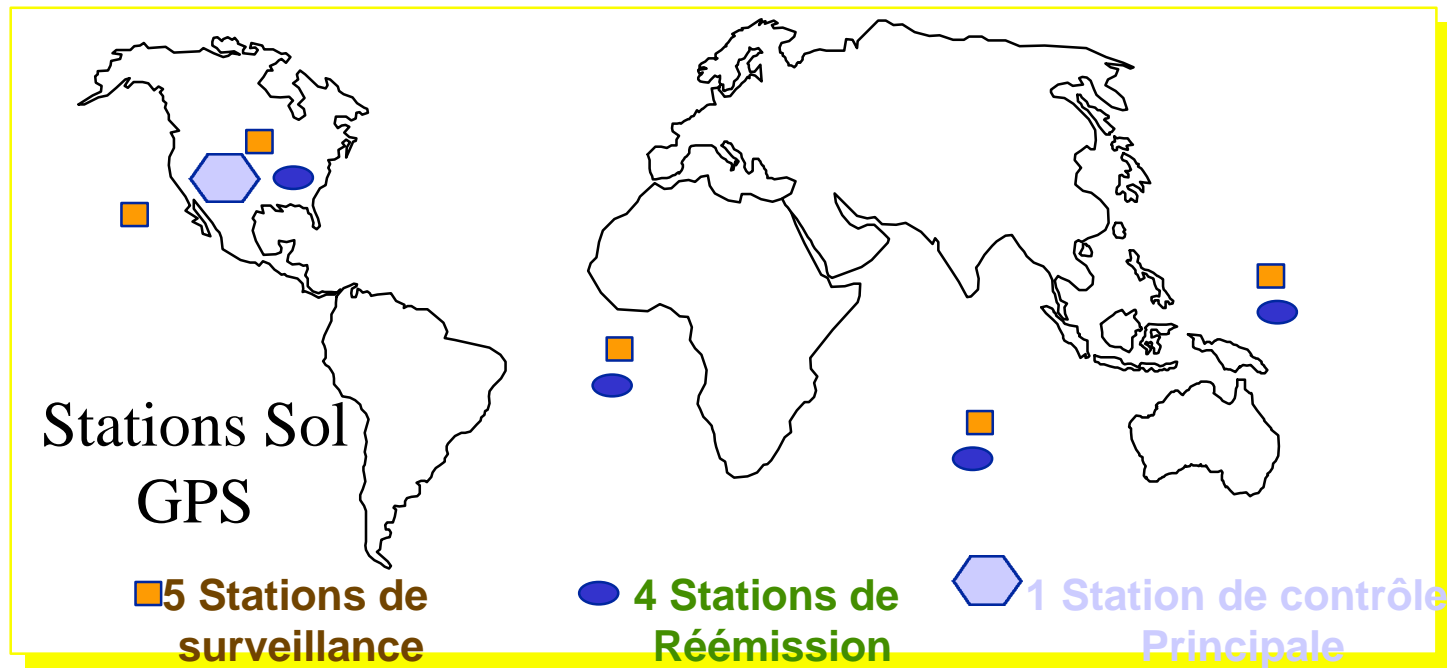 Stations Sol
GPS
5 Stations de
surveillance
4 Stations de
Réémission
1 Station de contrôle
Principale